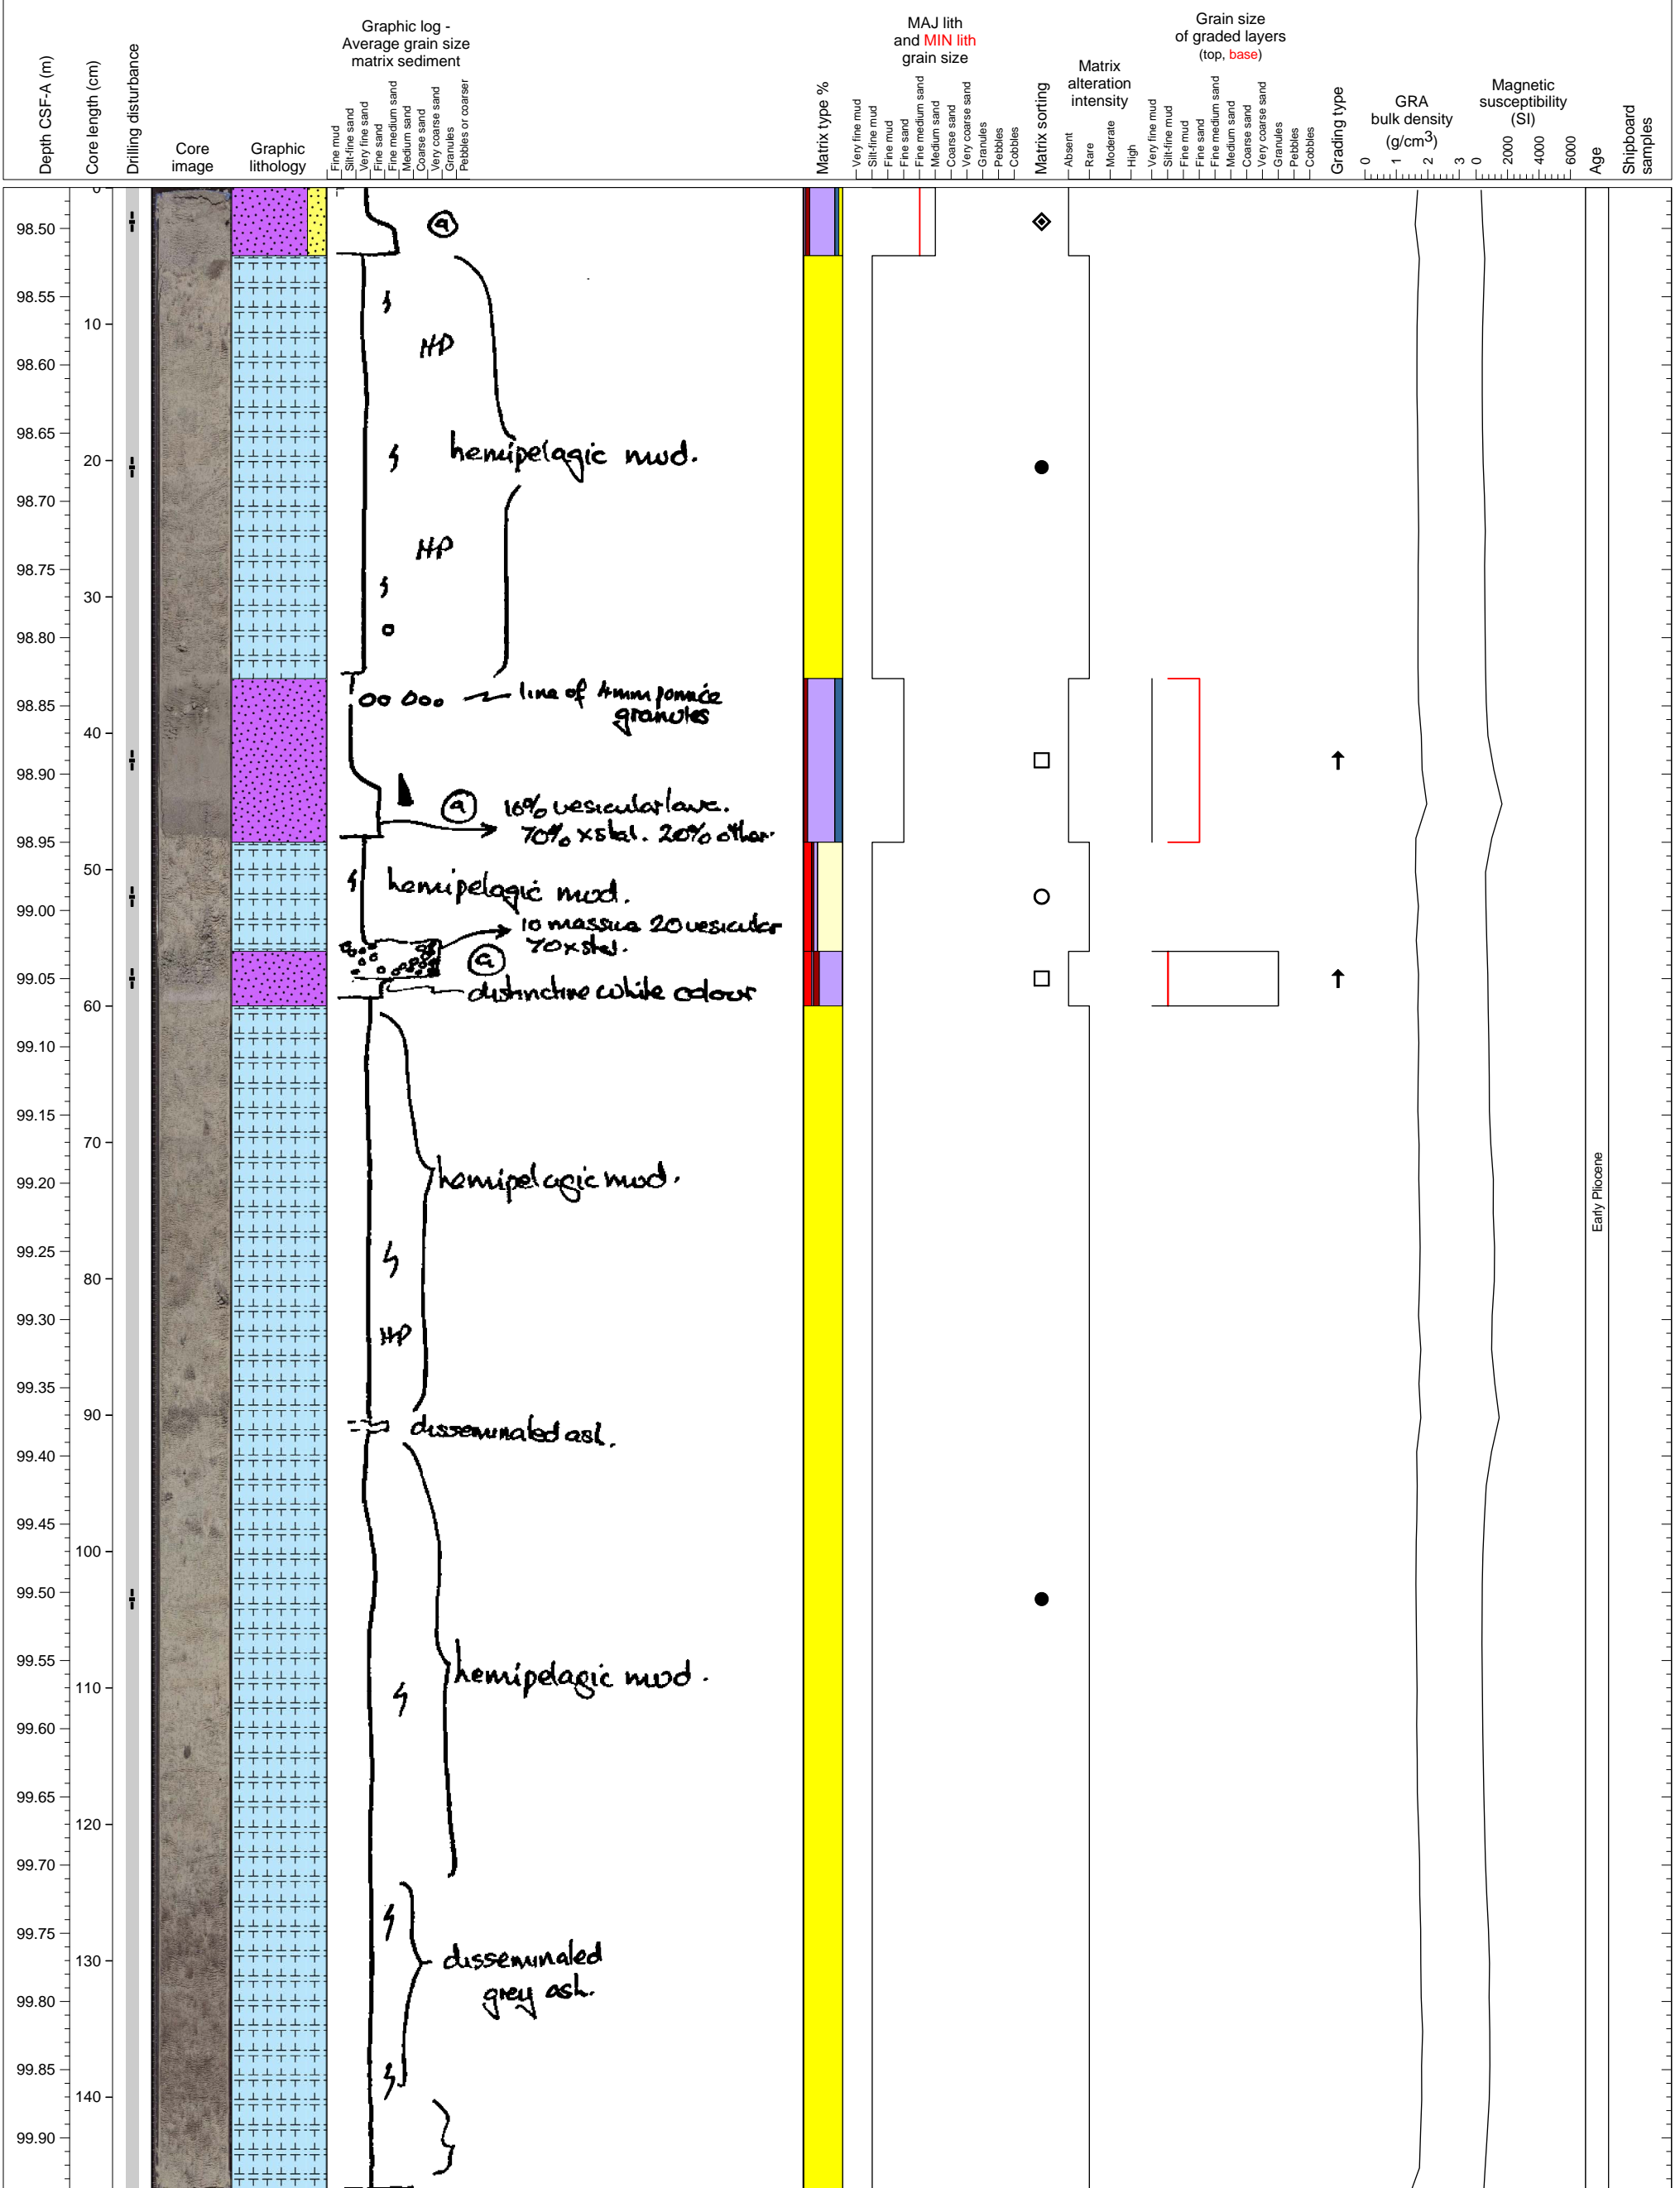 Depth CSF-A (m)
Core length (cm)
Drilling disturbance
Core
image
Graphic
lithology
Graphic log -
Average grain size
matrix sediment
Fine mud
Silt-fine sand
Very fine sand
Fine sand
Fine medium sand
Medium sand
Coarse sand
Very coarse sand
Granules
Pebbles or coarser
Matrix type %
MAJ lith
and MIN lith
grain size
Very fine mud
Silt-fine mud
Fine mud
Fine sand
Fine medium sand
Medium sand
Coarse sand
Very coarse sand
Granules
Pebbles
Cobbles
Matrix sorting
Matrix
alteration
intensity
Absent
Rare
Moderate
High
Grain size
of graded layers
(top, base)
Very fine mud
Silt-fine mud
Fine mud
Fine sand
Fine medium sand
Medium sand
Coarse sand
Very coarse sand
Granules
Pebbles
Cobbles
Grading type
GRA
bulk density
(g/cm3)
0 1 2 3
Magnetic
susceptibility
(SI)
0 2000 4000 6000
Age
Shipboard
samples
0
98.50
a
98.55
10
HP
98.60
98.65
hemipelagic mud.
20
98.70
HP
98.75
30
98.80
line of 4mm pomice
granules
98.85
40
98.90
a 10% vesicular lave.
70% xstal. 20% other.
98.95
50
hemipelagic mud.
99.00
10 massive 20 vesicular
70 xstal.
a
99.05
distinctive white colour
60
99.10
99.15
70
hemipelagic mud.
99.20
Early Pliocene
99.25
80
99.30
HP
99.35
90
disseminated ash.
99.40
99.45
100
99.50
99.55
hemipelagic mud.
110
99.60
99.65
120
99.70
99.75
130
disseminated
grey ash.
99.80
99.85
140
99.90